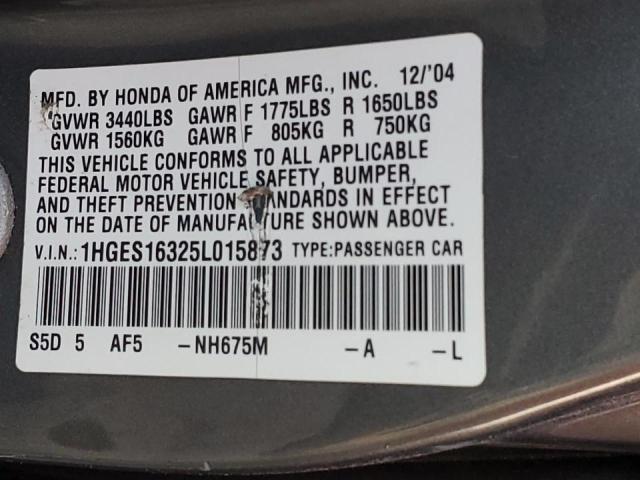 MFD. BY HONDA OF AMERICA MFG., INC. 12/'04
GVWR 3440LBS GAWR F 1775LBS R 1650LBS
GVWR 1560KG GAWR F 805KG R 750KG
THIS VEHICLE CONFORMS TO ALL APPLICABLE
FEDERAL MOTOR VEHICLE SAFETY, BUMPER,
AND THEFT PREVENTION STANDARDS IN EFFECT
ON THE DATE OF MANUFACTURE SHOWN ABOVE.
V.I.N.: 1HGES16325L015873 TYPE:PASSENGER CAR
S5D 5 AF5 -NH675M -A -L